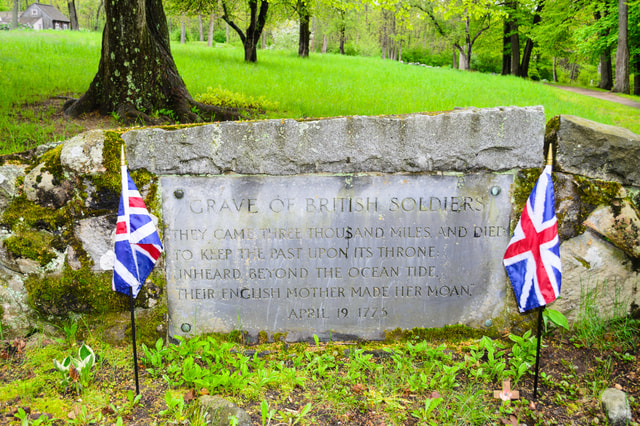 GRAVE OF BRITISH SOLDIERS
THEY CAME THREE THOUSAND MILES, AND DIED,
TO KEEP THE PAST UPON ITS THRONE:
UNHEARD, BEYOND THE OCEAN TIDE,
THEIR ENGLISH MOTHER MADE HER MOAN.
APRIL 19, 1775